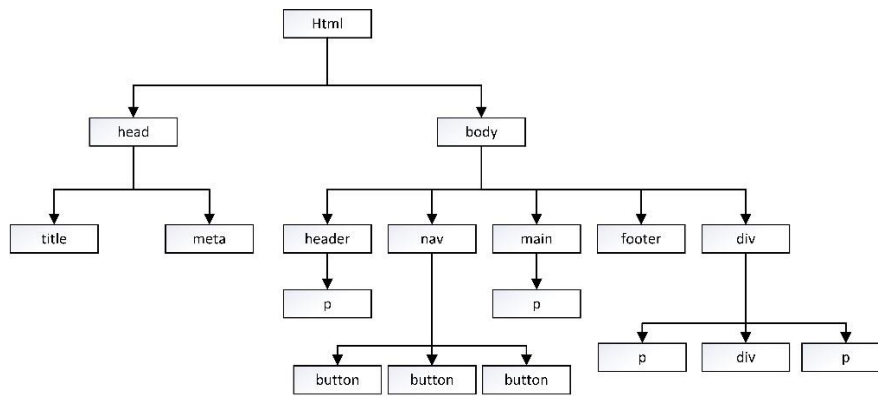 Html
head
body
title
meta
header
nav
main
footer
div
p
p
p
div
p
button
button
button